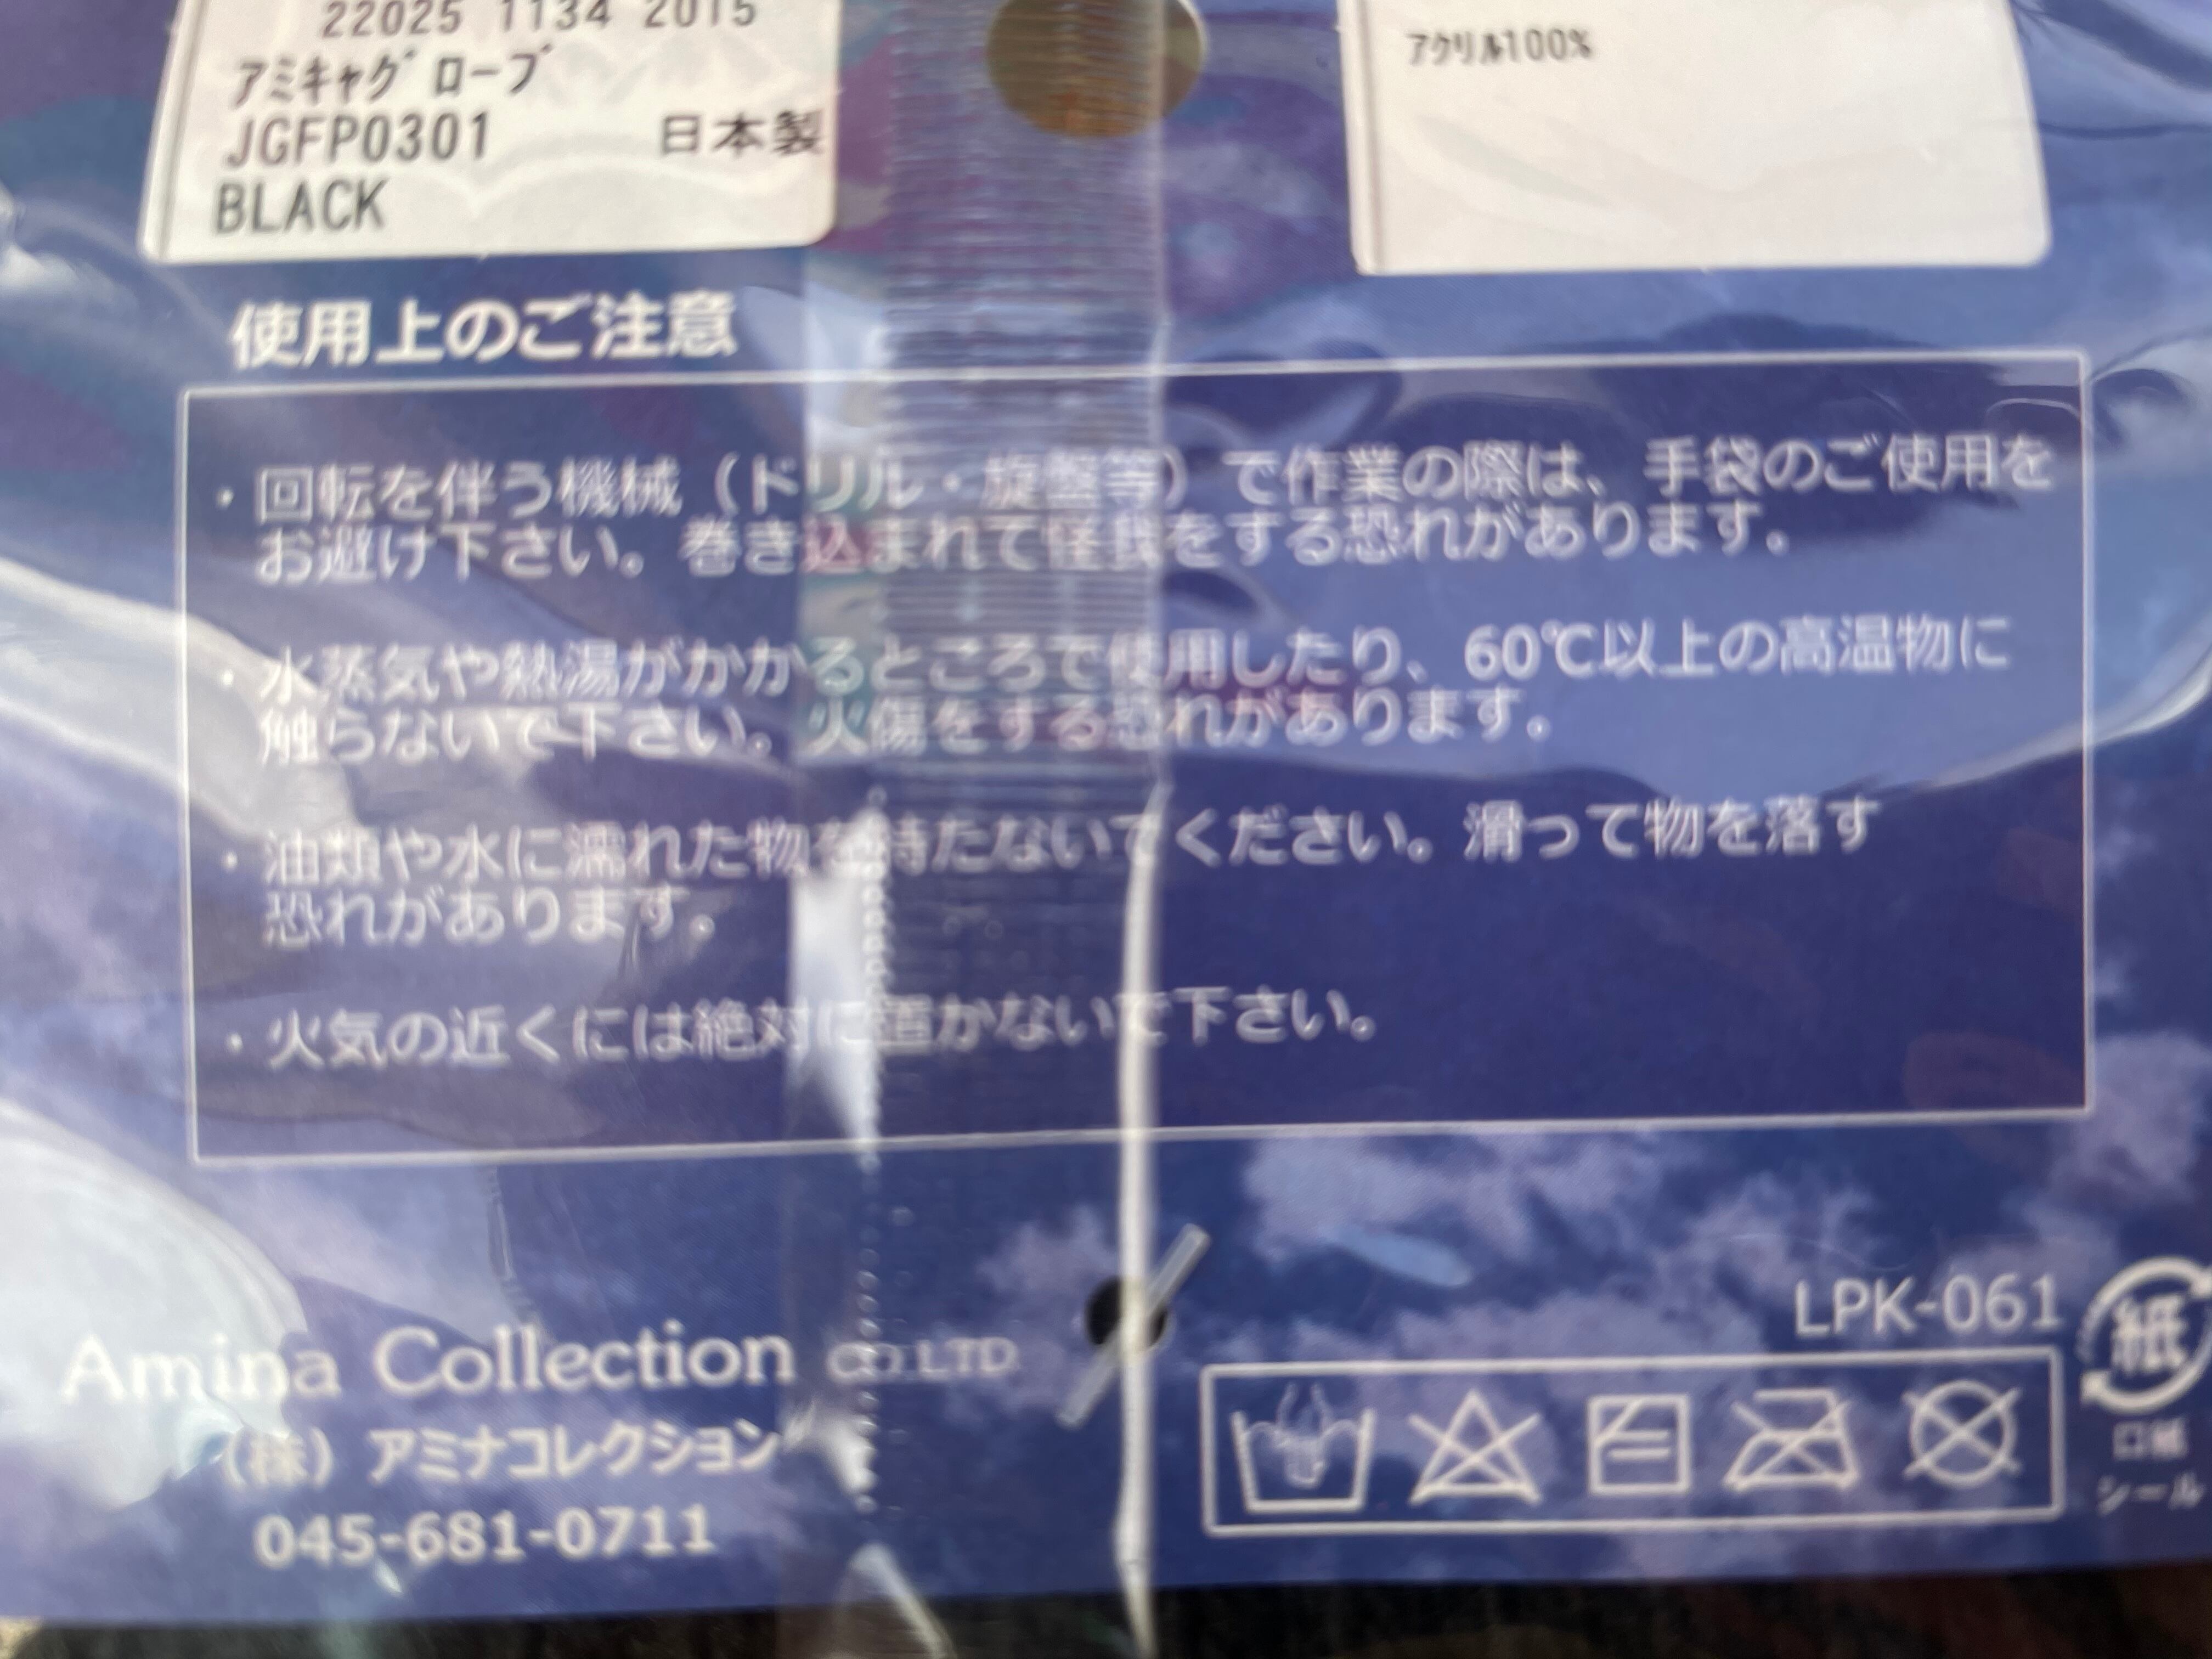 22025 1134 2015
アミキャグローブ
JGFP0301 日本製
BLACK
アクリル100%
使用上のご注意
・回転を伴う機械（ドリル・旋盤等）で作業の際は、手袋のご使用を
お避け下さい。巻き込まれて怪我をする恐れがあります。
・水蒸気や熱湯がかかるところで使用したり、60℃以上の高温物に
触らないで下さい。火傷をする恐れがあります。
・油類や水に濡れた物を持たないでください。滑って物を落す
恐れがあります。
・火気の近くには絶対に置かないで下さい。
Amina Collection CO.LTD.
（株）アミナコレクション
045-681-0711
LPK-061
紙
シール